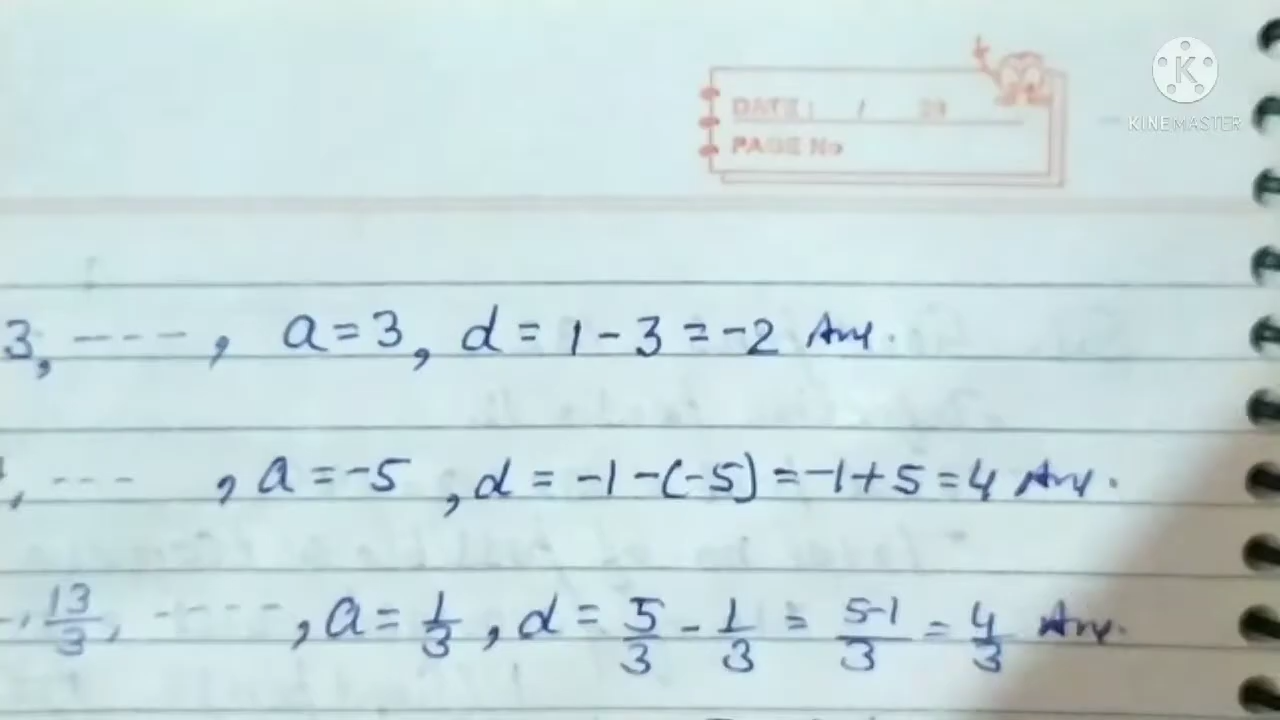 KINEMASTER
DATE : / 20
PAGE No
3, ----, a = 3, d = 1 - 3 = -2 Ans.
, --- , a = -5 , d = -1 - (-5) = -1 + 5 = 4 Ans.
-, 13/3, ----, a = 1/3, d = 5/3 - 1/3 = 5-1/3 = 4/3 Ans.